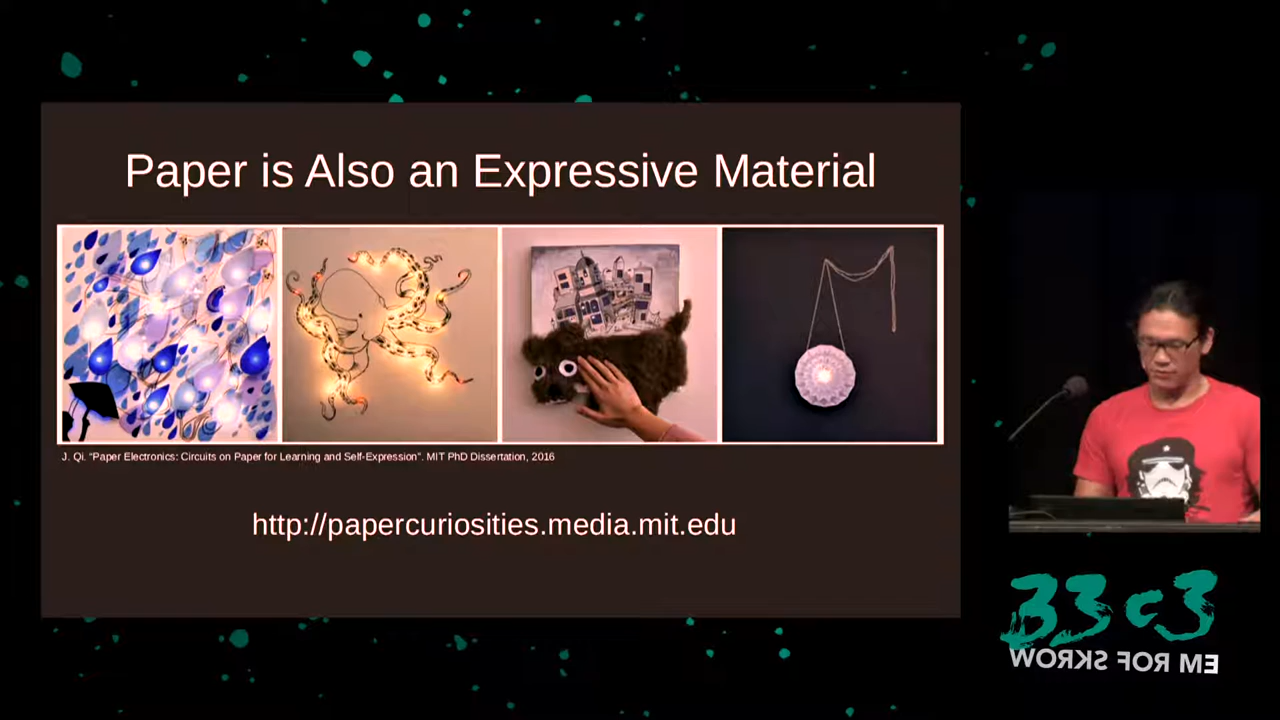 Paper is Also an Expressive Material
J. Qi. "Paper Electronics: Circuits on Paper for Learning and Self-Expression". MIT PhD Dissertation, 2016
http://papercuriosities.media.mit.edu
33c3
WORKS FOR ME